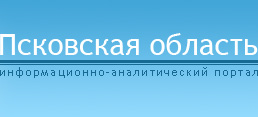 Псковская область
информационно-аналитический портал